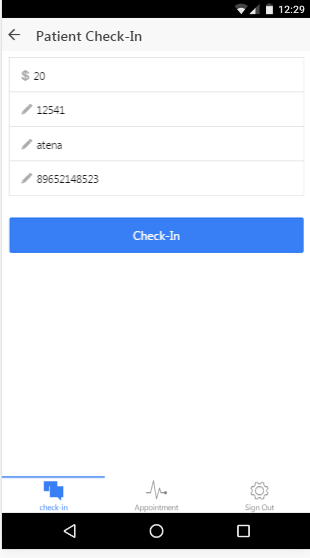 12:29
Patient Check-In
$ 20
12541
atena
89652148523
Check-In
check-in
Appointment
Sign Out